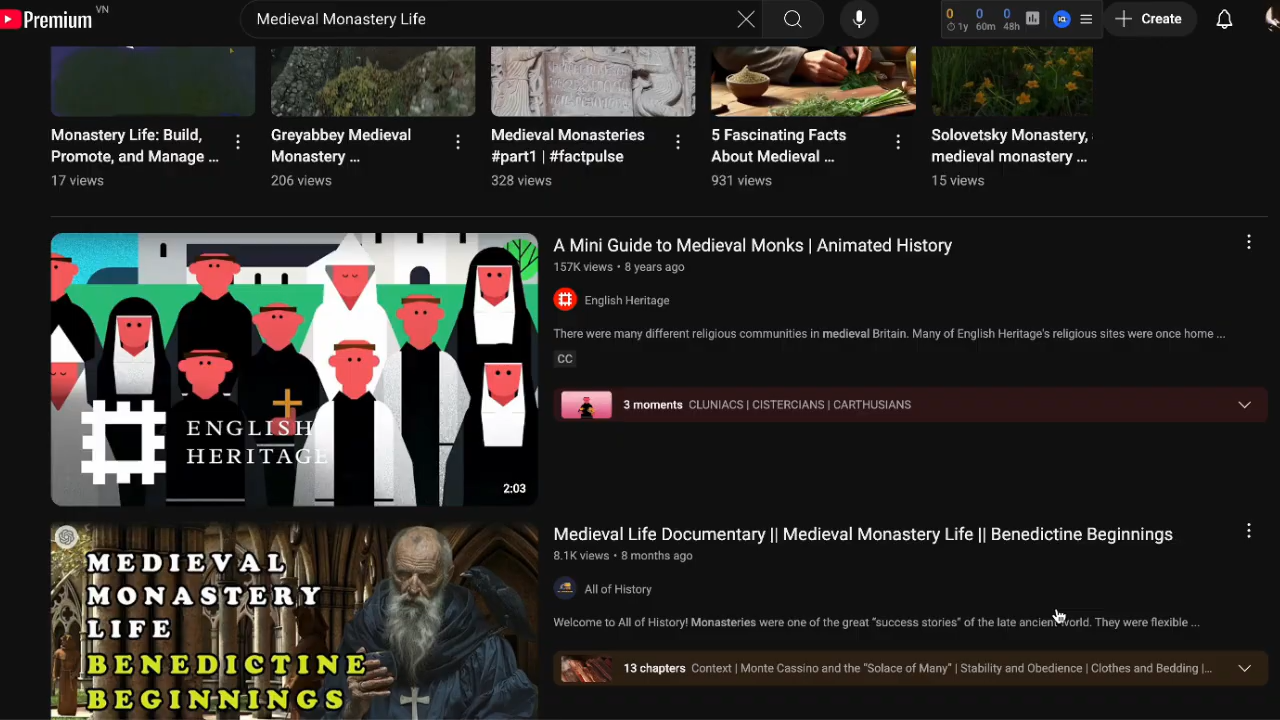 Premium VN
Medieval Monastery Life
0 0 0
1y 60m 48h
Create
Monastery Life: Build,
Promote, and Manage ...
17 views
Greyabbey Medieval
Monastery ...
206 views
Medieval Monasteries
#part1 | #factpulse
328 views
5 Fascinating Facts
About Medieval ...
931 views
Solovetsky Monastery,
medieval monastery ...
15 views
ENGLISH
HERITAGE
2:03
A Mini Guide to Medieval Monks | Animated History
157K views • 8 years ago
English Heritage
There were many different religious communities in medieval Britain. Many of English Heritage's religious sites were once home ...
CC
3 moments CLUNIACS | CISTERCIANS | CARTHUSIANS
MEDIEVAL
MONASTERY
LIFE
BENEDICTINE
BEGINNINGS
Medieval Life Documentary || Medieval Monastery Life || Benedictine Beginnings
8.1K views • 8 months ago
All of History
Welcome to All of History! Monasteries were one of the great "success stories" of the late ancient world. They were flexible ...
13 chapters Context | Monte Cassino and the "Solace of Many" | Stability and Obedience | Clothes and Bedding |...